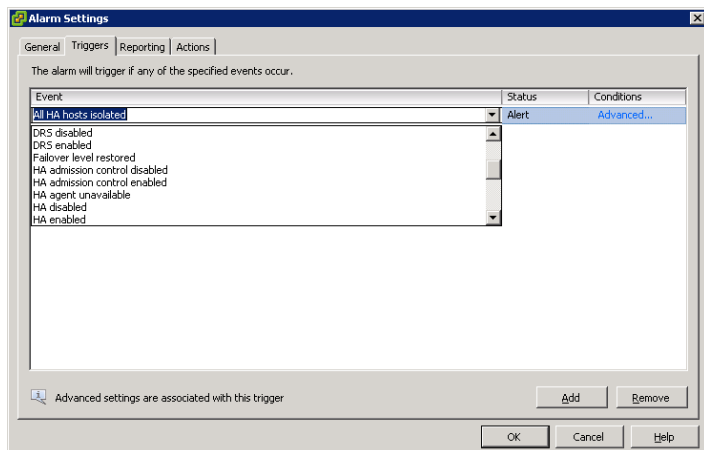 Alarm Settings
General Triggers Reporting Actions
The alarm will trigger if any of the specified events occur.
Event Status Conditions
All HA hosts isolated Alert Advanced...
DRS disabled
DRS enabled
Failover level restored
HA admission control disabled
HA admission control enabled
HA agent unavailable
HA disabled
HA enabled
Advanced settings are associated with this trigger Add Remove
OK Cancel Help